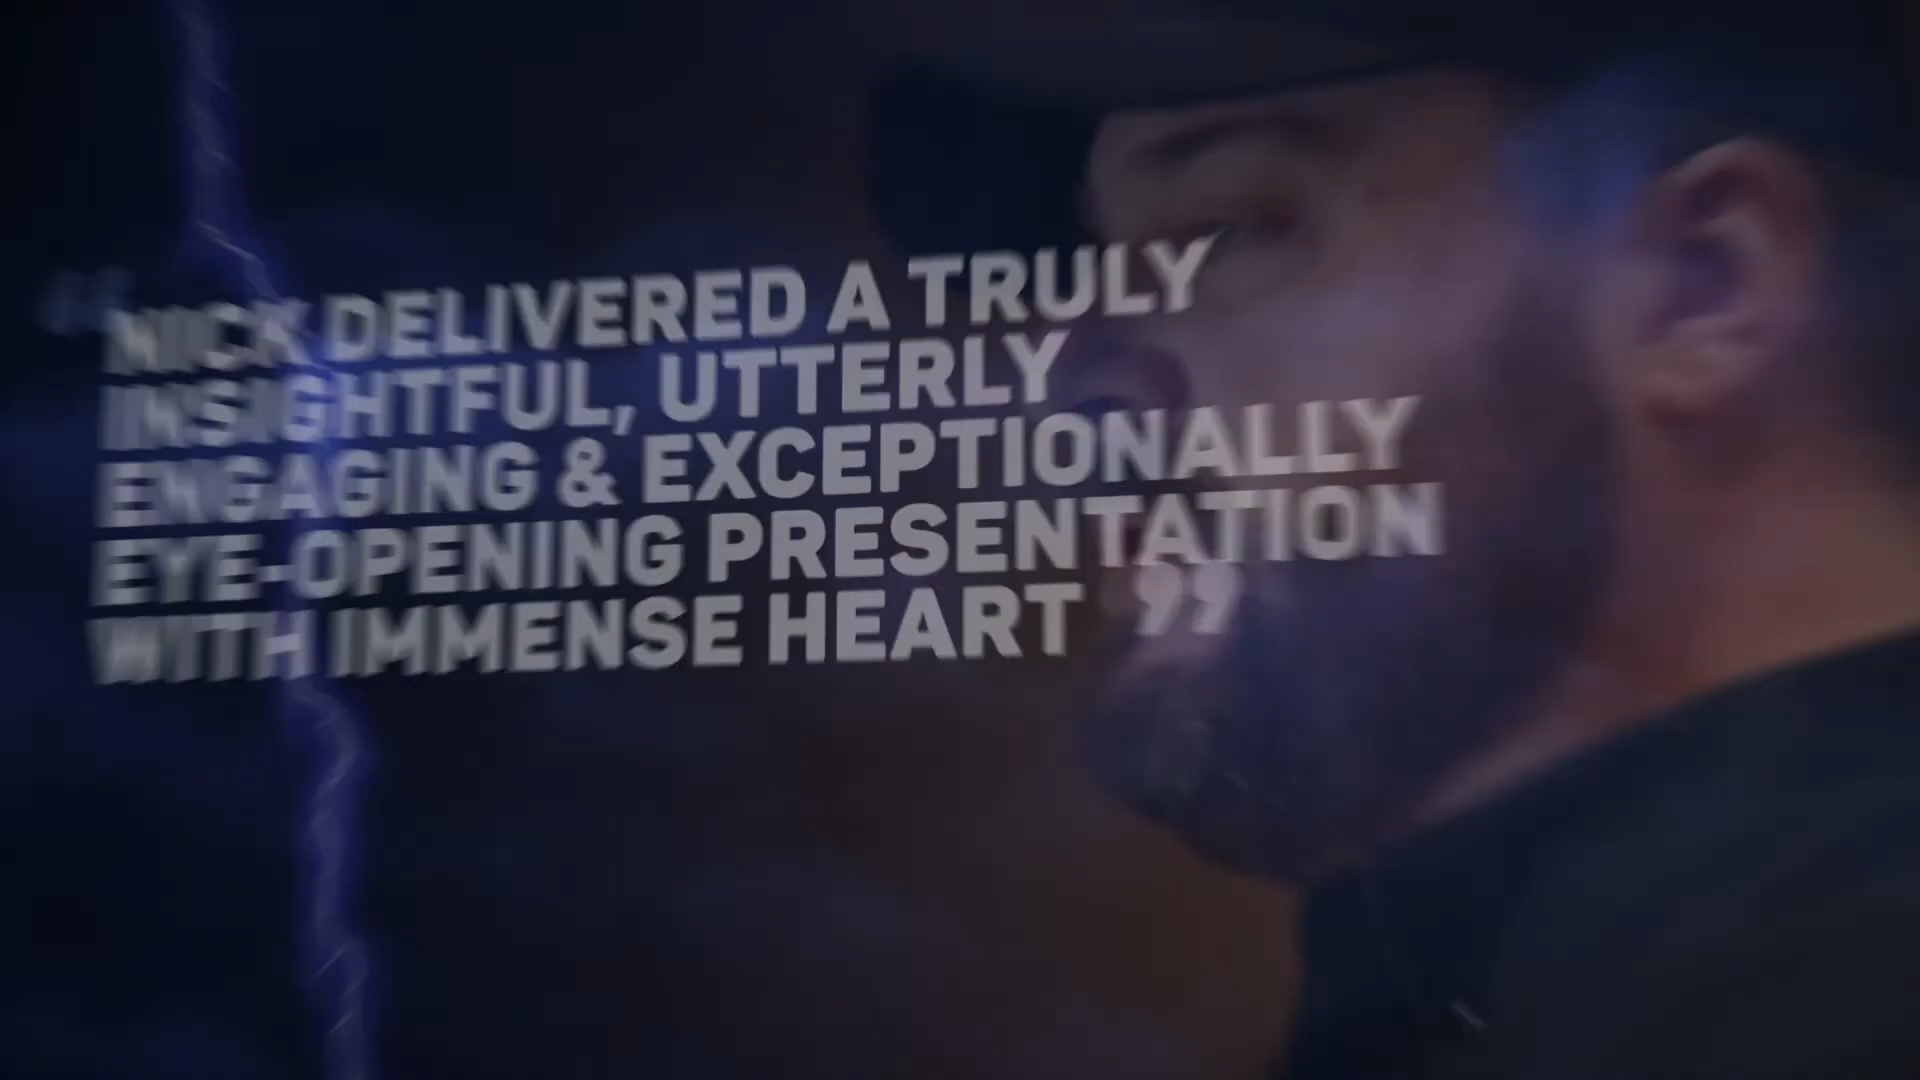 “NICK DELIVERED A TRULY
INSIGHTFUL, UTTERLY
ENGAGING & EXCEPTIONALLY
EYE-OPENING PRESENTATION
WITH IMMENSE HEART ”